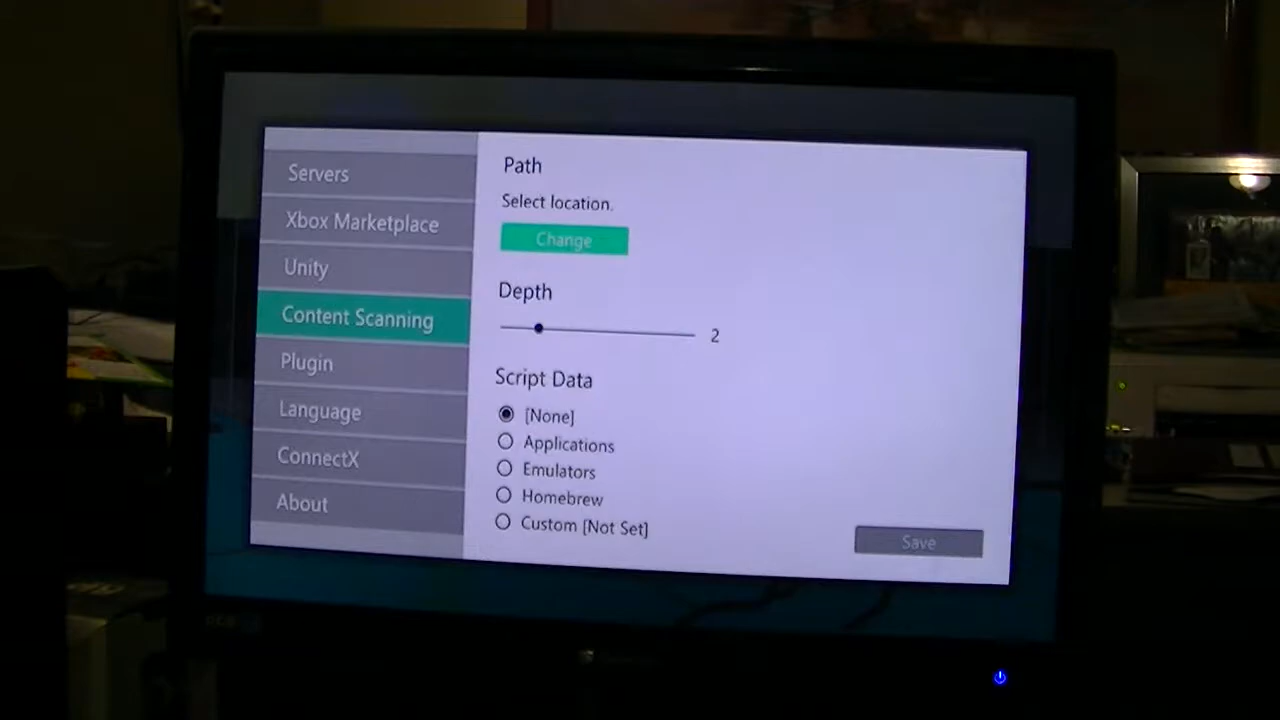 Servers
Xbox Marketplace
Unity
Content Scanning
Plugin
Language
ConnectX
About
Path
Select location.
Change
Depth
2
Script Data
[None]
Applications
Emulators
Homebrew
Custom [Not Set]
Save